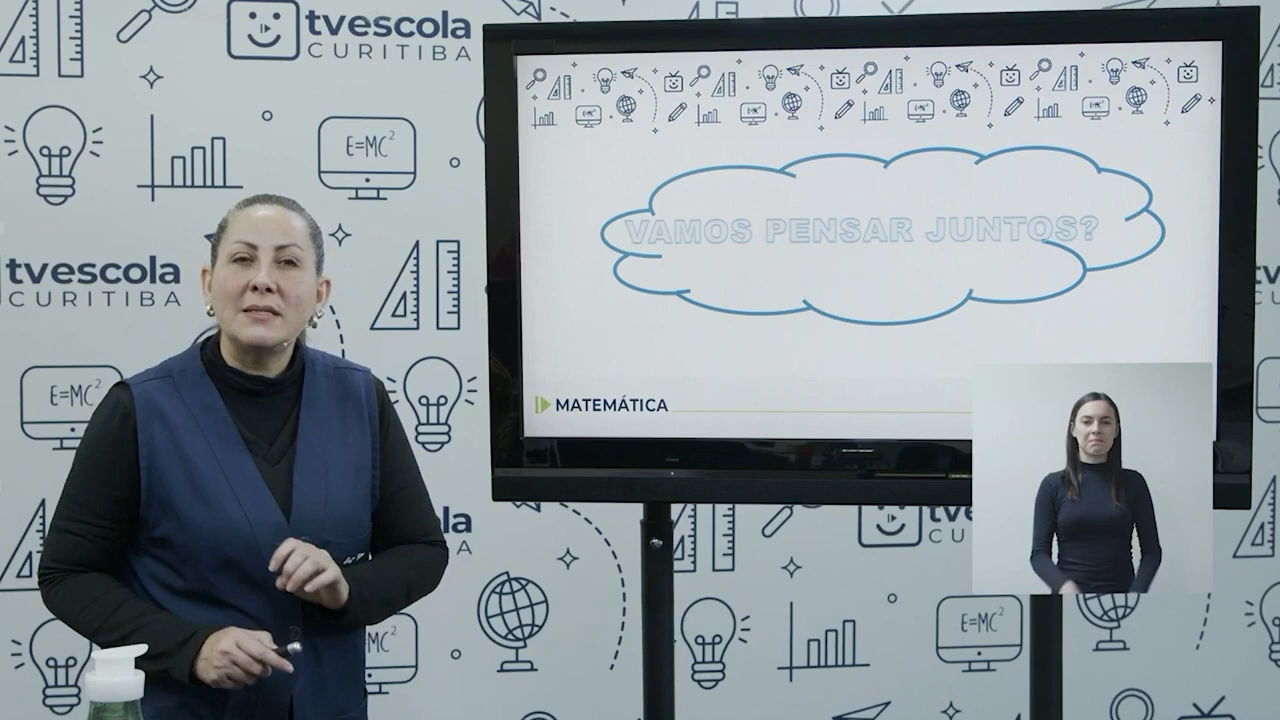 tvescola
CURITIBA
E=MC²
tvescola
CURITIBA
E=MC²
VAMOS PENSAR JUNTOS?
MATEMÁTICA
E=MC²